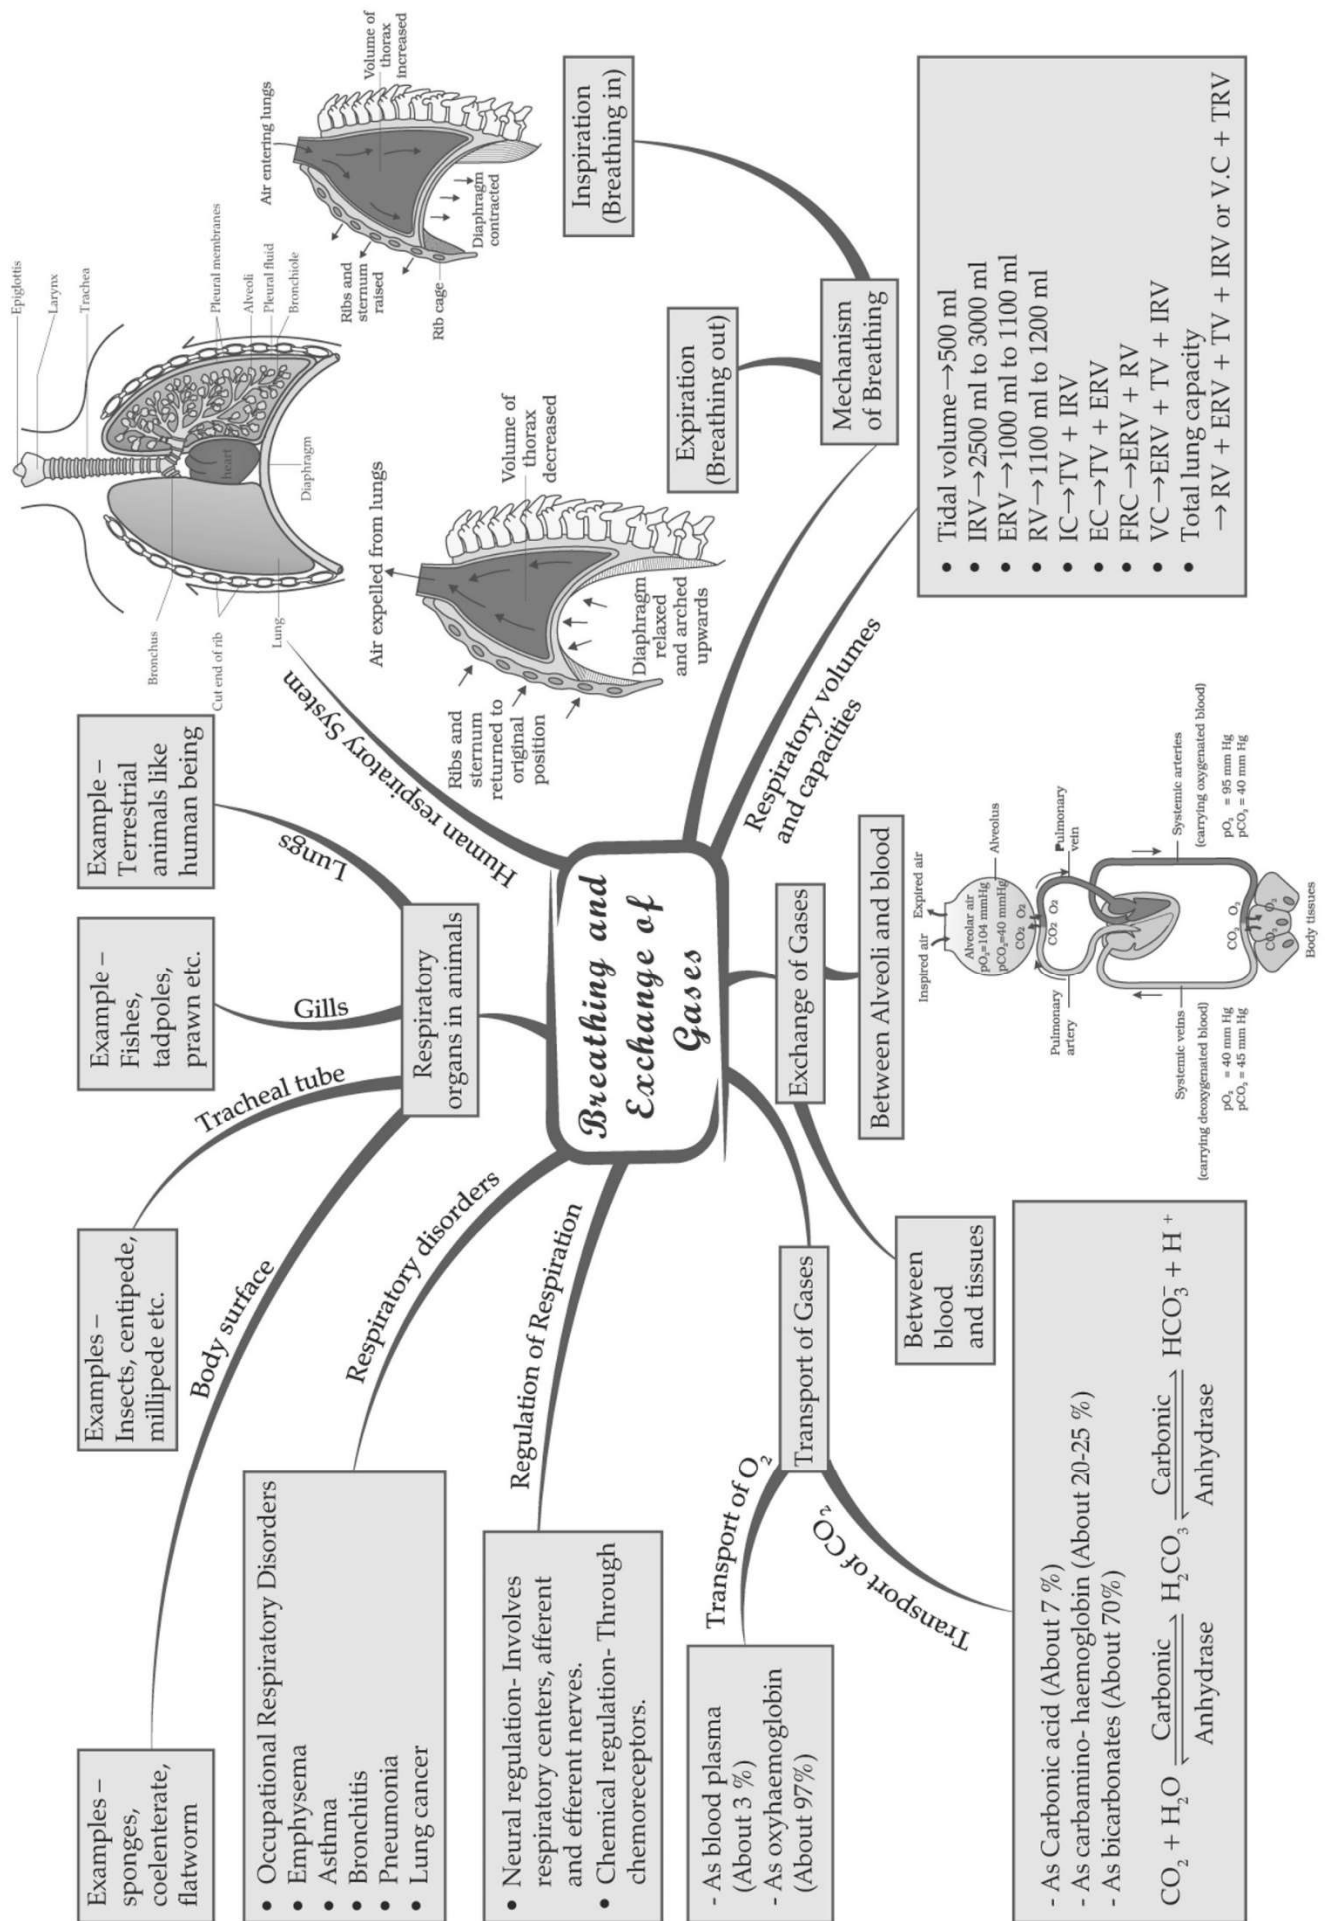 Breathing and
Exchange of
Gases
Respiratory
organs in animals
Body surface
Examples –
sponges,
coelenterate,
flatworm
Tracheal tube
Examples –
Insects, centipede,
millipede etc.
Gills
Example –
Fishes,
tadpoles,
prawn etc.
Lungs
Example –
Terrestrial
animals like
human being
Human respiratory System
Epiglottis
Larynx
Trachea
Pleural membranes
Alveoli
Pleural fluid
Bronchiole
Bronchus
Cut end of rib
Lung
heart
Diaphragm
Air entering lungs
Ribs and
sternum
raised
Rib cage
Volume of
thorax
increased
Diaphragm
contracted
Air expelled from lungs
Ribs and
sternum
returned to
original
position
Volume of
thorax
decreased
Diaphragm
relaxed
and arched
upwards
Mechanism
of Breathing
Expiration
(Breathing out)
Inspiration
(Breathing in)
Respiratory volumes
and capacities
• Tidal volume→500 ml
• IRV→2500 ml to 3000 ml
• ERV→1000 ml to 1100 ml
• RV→1100 ml to 1200 ml
• IC→TV + IRV
• EC→TV + ERV
• FRC→ERV + RV
• VC→ERV + TV + IRV
• Total lung capacity
→RV + ERV + TV + IRV or V.C + TRV
Respiratory disorders
• Occupational Respiratory Disorders
• Emphysema
• Asthma
• Bronchitis
• Pneumonia
• Lung cancer
Regulation of Respiration
• Neural regulation- Involves
respiratory centers, afferent
and efferent nerves.
• Chemical regulation- Through
chemoreceptors.
Transport of Gases
Transport of O₂
- As blood plasma
(About 3 %)
- As oxyhaemoglobin
(About 97%)
Transport of CO₂
- As Carbonic acid (About 7 %)
- As carbamino- haemoglobin (About 20-25 %)
- As bicarbonates (About 70%)
CO₂ + H₂O ⇌ H₂CO₃ ⇌ HCO₃⁻ + H⁺
Carbonic
Anhydrase
Carbonic
Anhydrase
Exchange of Gases
Between
blood
and tissues
Between Alveoli and blood
Inspired air
Expired air
Alveolar air
pO₂=104 mmHg
pCO₂=40 mmHg
CO₂ O₂
Alveolus
CO₂ O₂
Pulmonary
artery
Pulmonary
vein
Systemic veins
(carrying deoxygenated blood)
pO₂ = 40 mm Hg
pCO₂ = 45 mm Hg
Systemic arteries
(carrying oxygenated blood)
pO₂ = 95 mm Hg
pCO₂ = 40 mm Hg
CO₂ O₂
CO₂ O₂
Body tissues